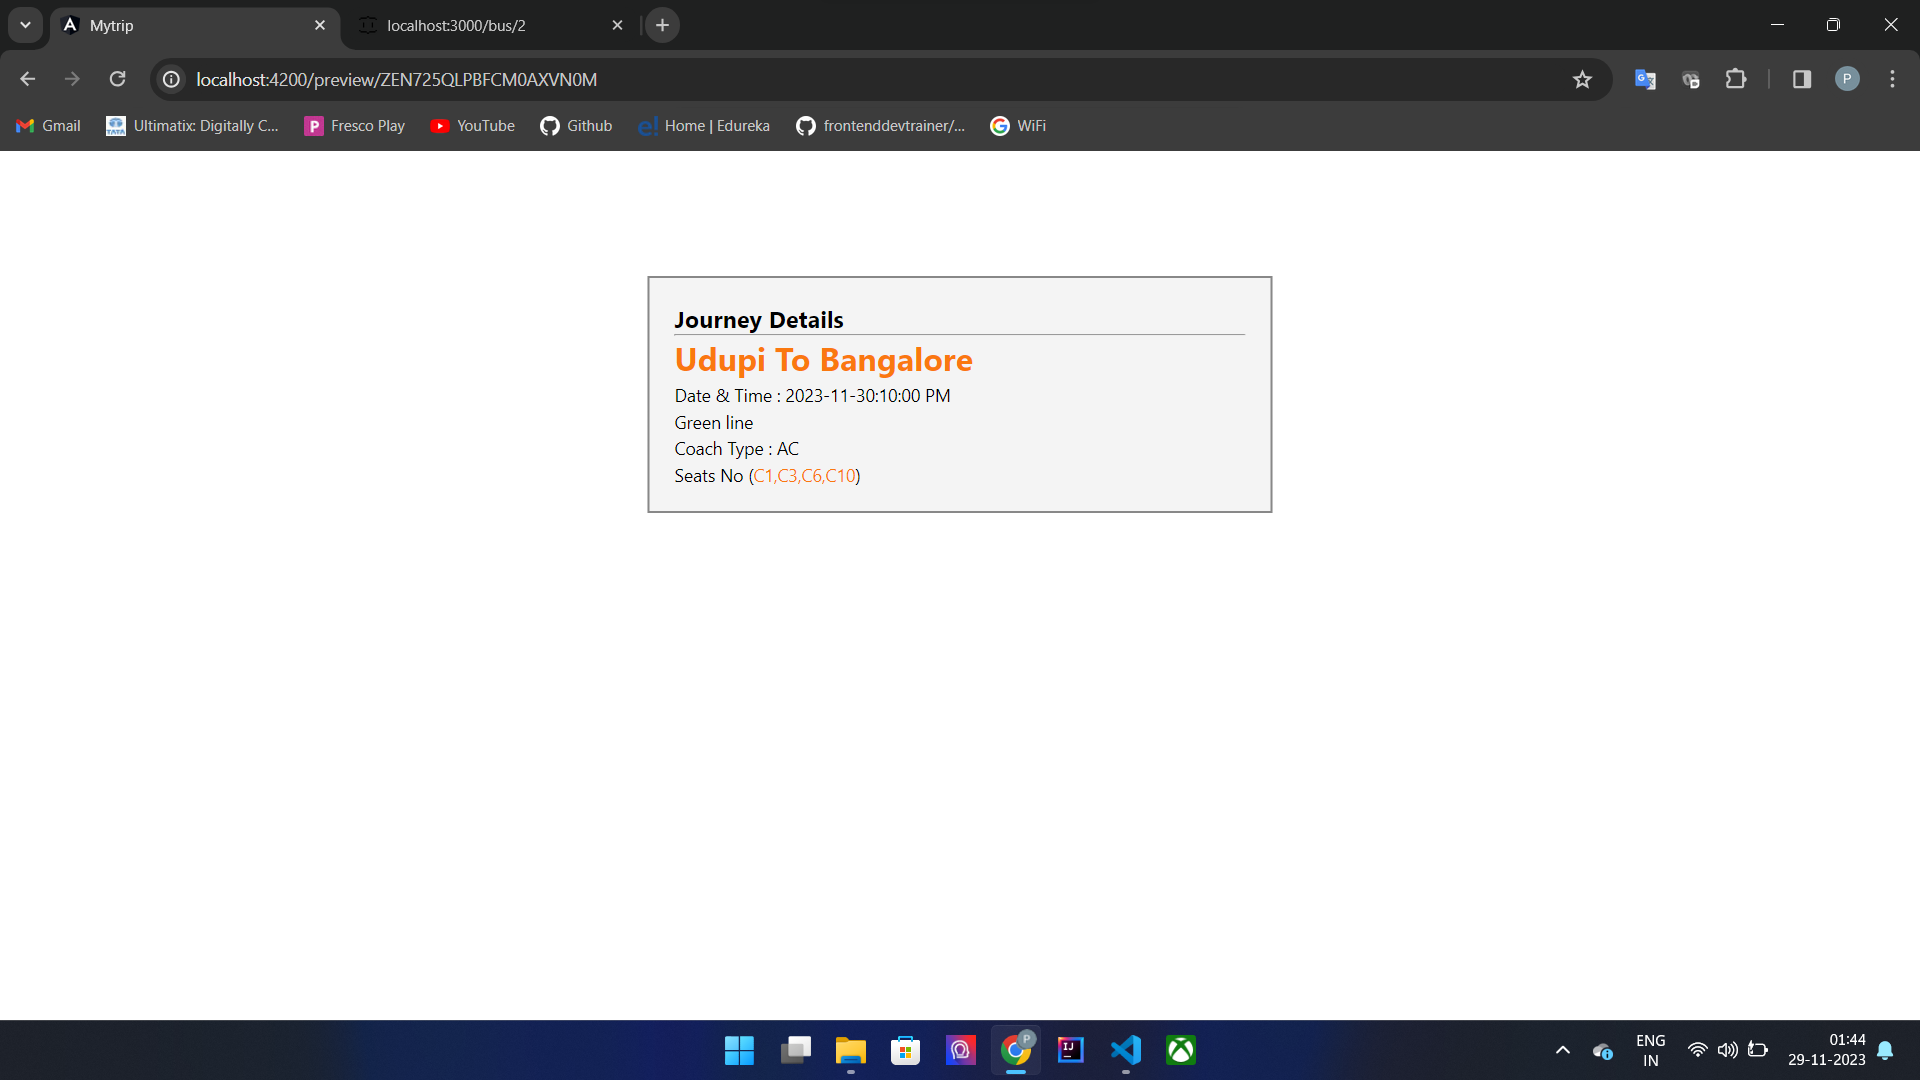 Mytrip
localhost:3000/bus/2
localhost:4200/preview/ZEN725QLPBFCM0AXVN0M
P
Gmail
Ultimatix: Digitally C...
Fresco Play
YouTube
Github
Home | Edureka
frontenddevtrainer/...
WiFi
Journey Details
Udupi To Bangalore
Date & Time : 2023-11-30:10:00 PM
Green line
Coach Type : AC
Seats No (C1,C3,C6,C10)
ENG
IN
01:44
29-11-2023